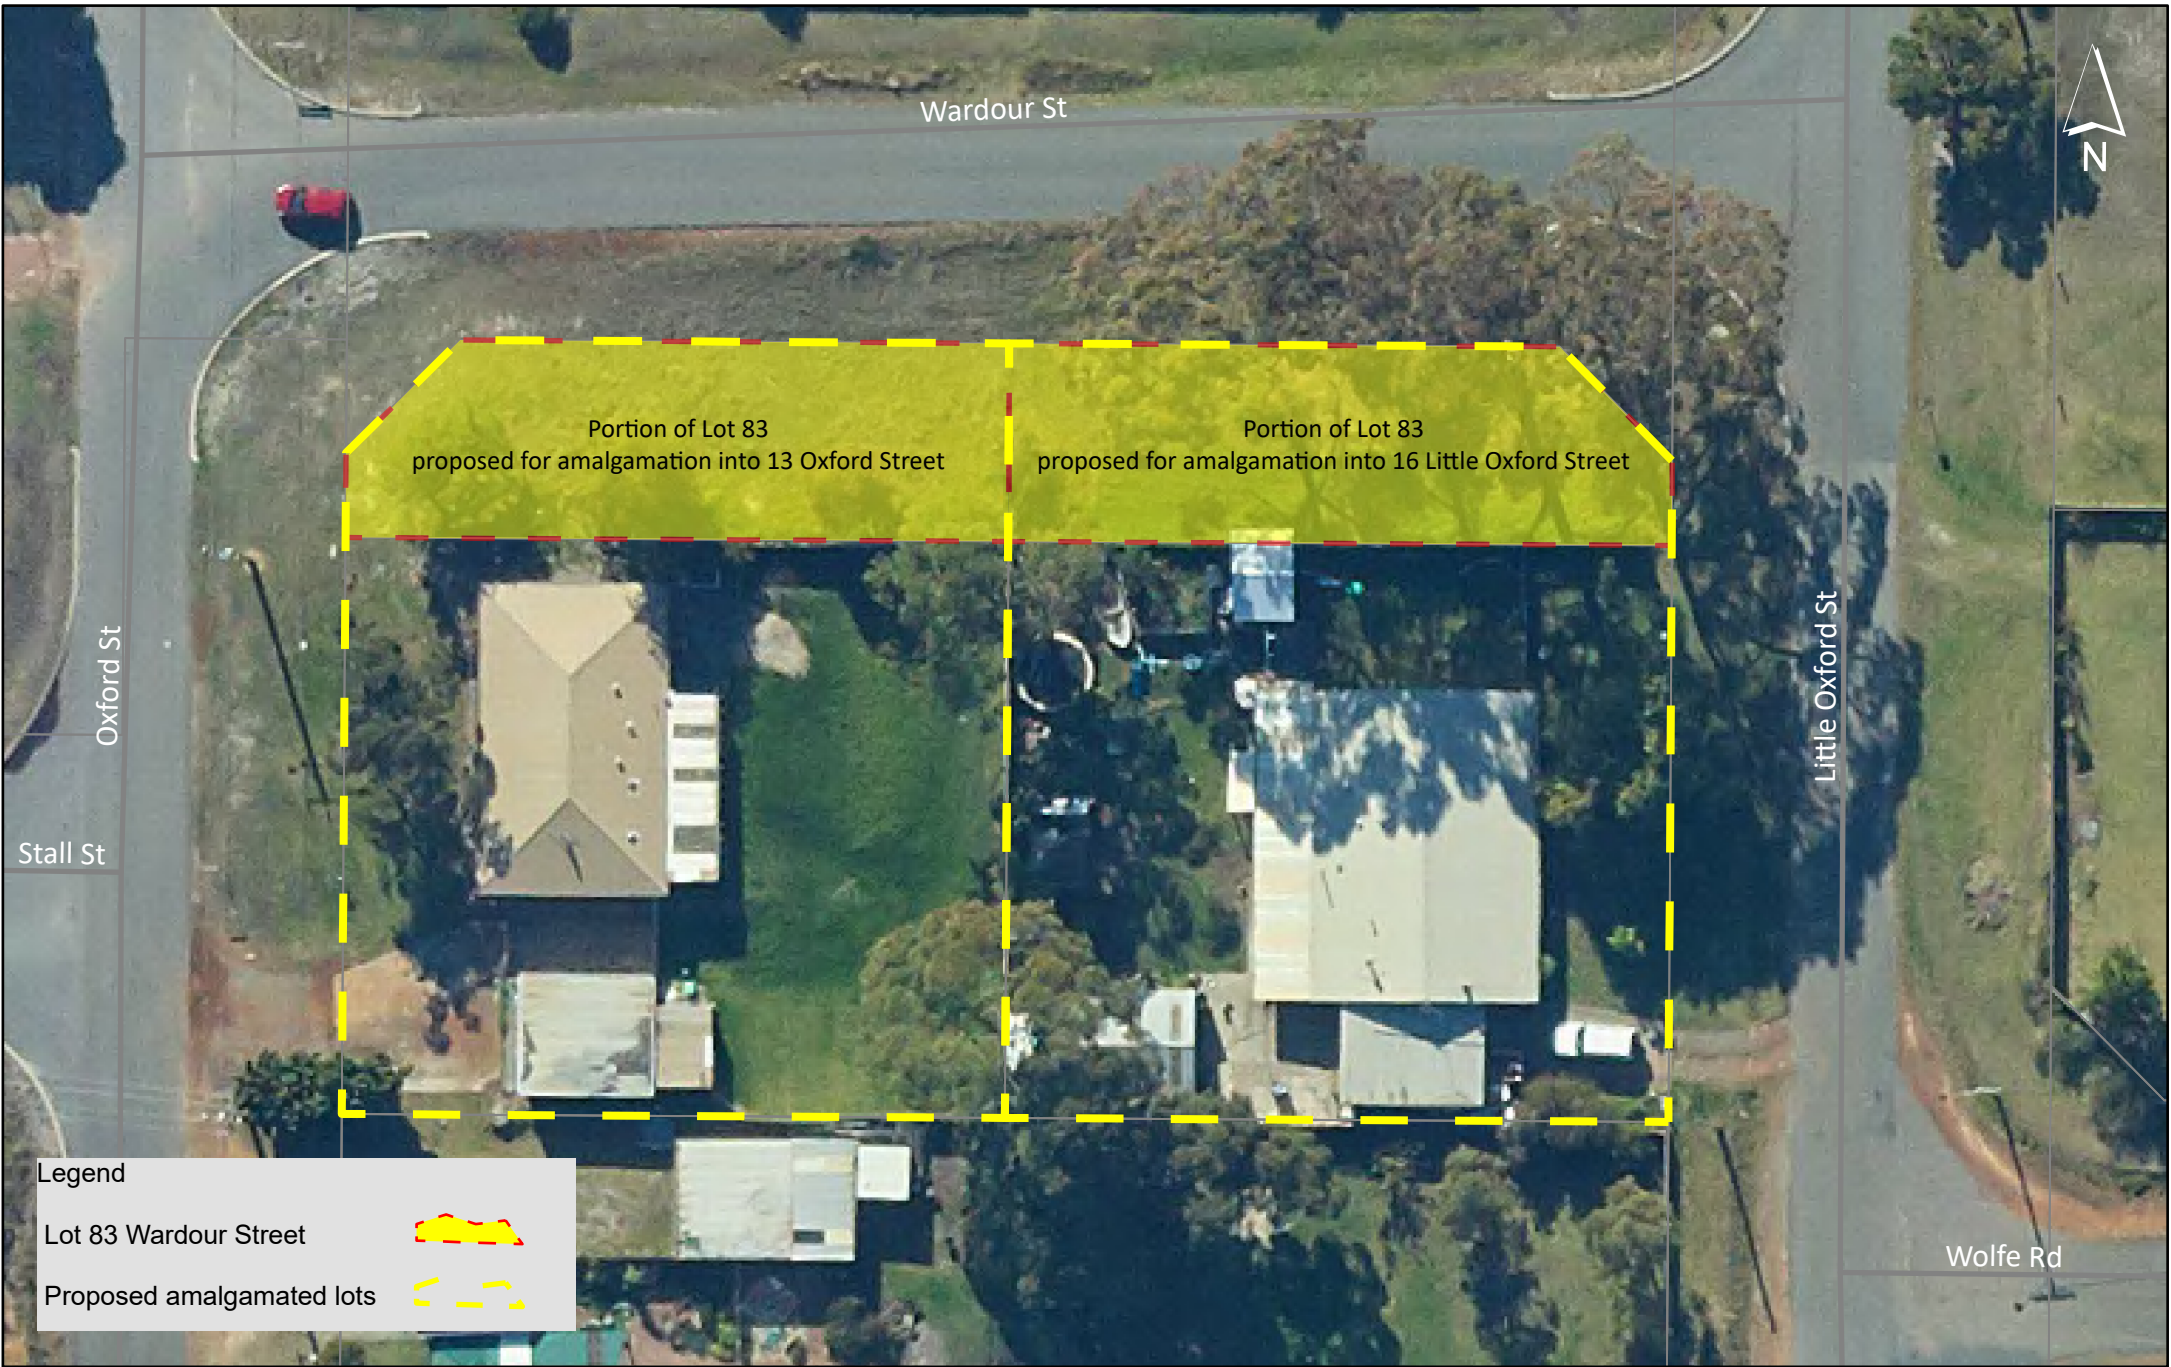 Wardour St
N
Portion of Lot 83
proposed for amalgamation into 13 Oxford Street
Portion of Lot 83
proposed for amalgamation into 16 Little Oxford Street
Oxford St
Little Oxford St
Stall St
Wolfe Rd
Legend
Lot 83 Wardour Street
Proposed amalgamated lots